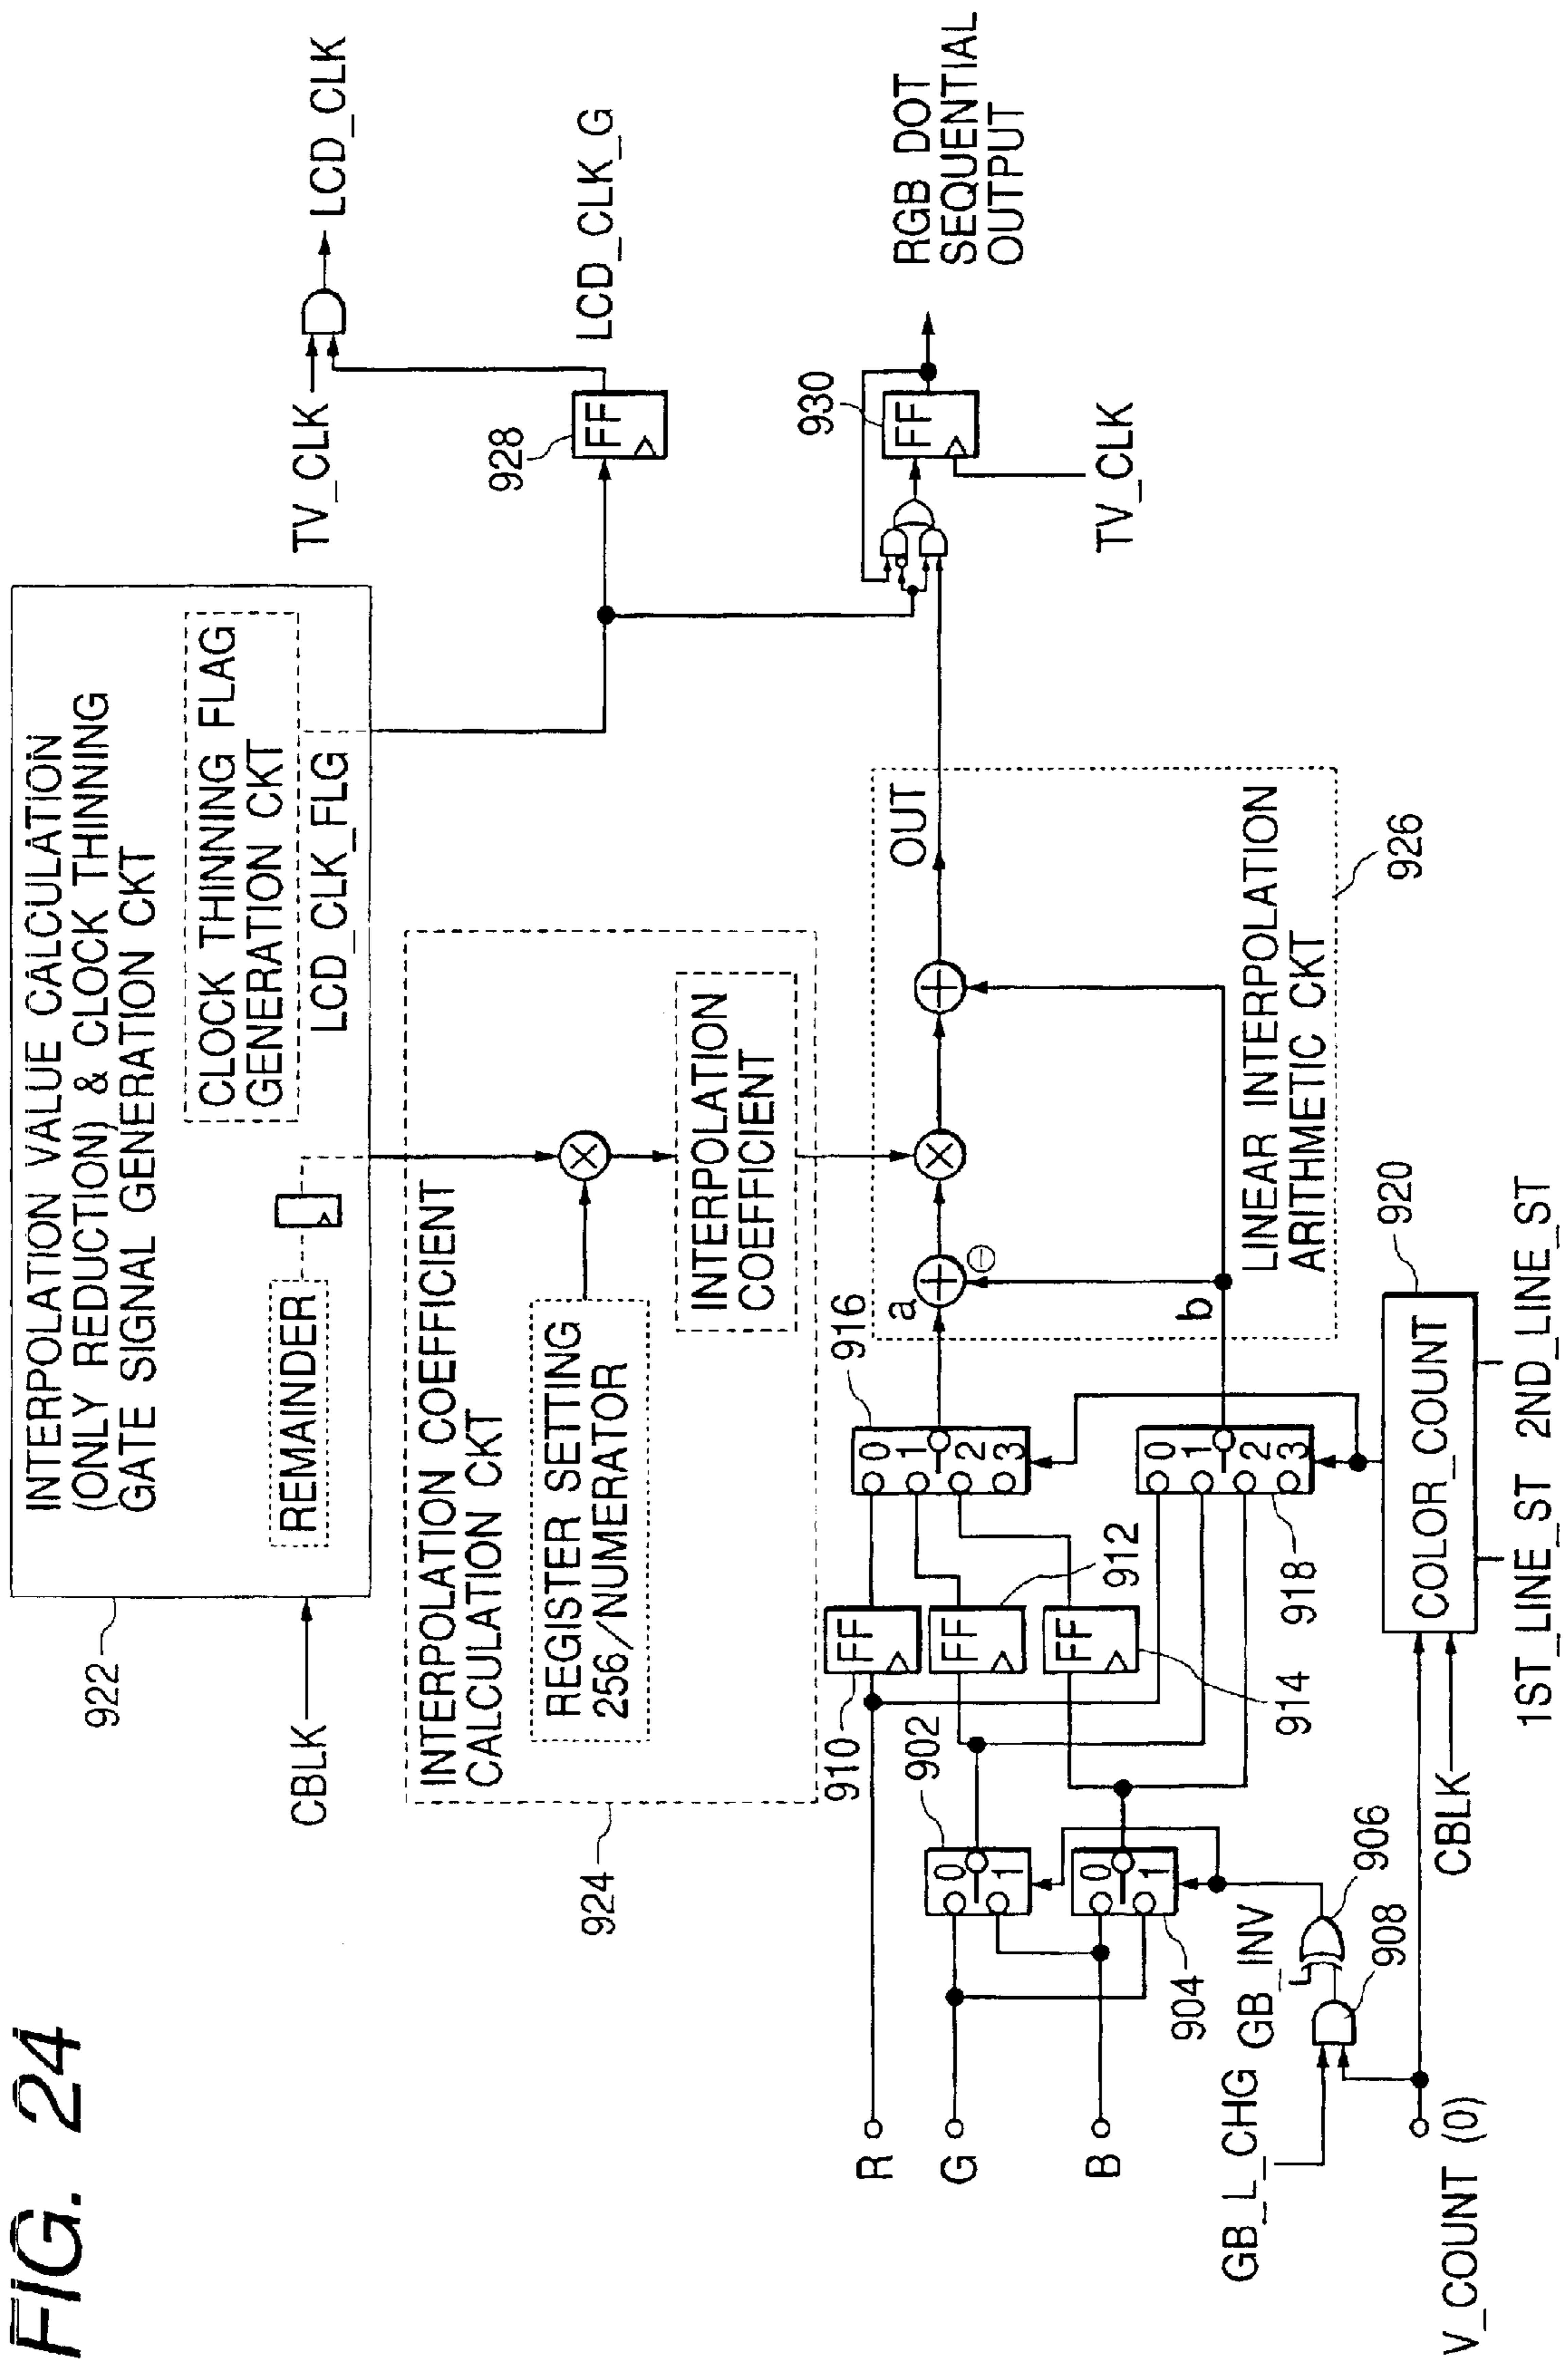 FIG. 24
INTERPOLATION VALUE CALCULATION
(ONLY REDUCTION) & CLOCK THINNING
GATE SIGNAL GENERATION CKT
CLOCK THINNING FLAG
GENERATION CKT
LCD_CLK_FLG
REMAINDER
922
CBLK
TV_CLK
LCD_CLK
INTERPOLATION COEFFICIENT
CALCULATION CKT
REGISTER SETTING
256/NUMERATOR
INTERPOLATION
COEFFICIENT
924
928
FF
LCD_CLK_G
930
FF
TV_CLK
RGB DOT
SEQUENTIAL
OUTPUT
R
G
B
902
0
1
904
0
1
GB_L_CHG
GB_INV
906
908
V_COUNT (0)
910
FF
912
FF
914
FF
916
0
1
2
3
918
0
1
2
3
a
b
OUT
LINEAR INTERPOLATION
ARITHMETIC CKT
926
COLOR_COUNT
920
CBLK
1ST_LINE_ST
2ND_LINE_ST